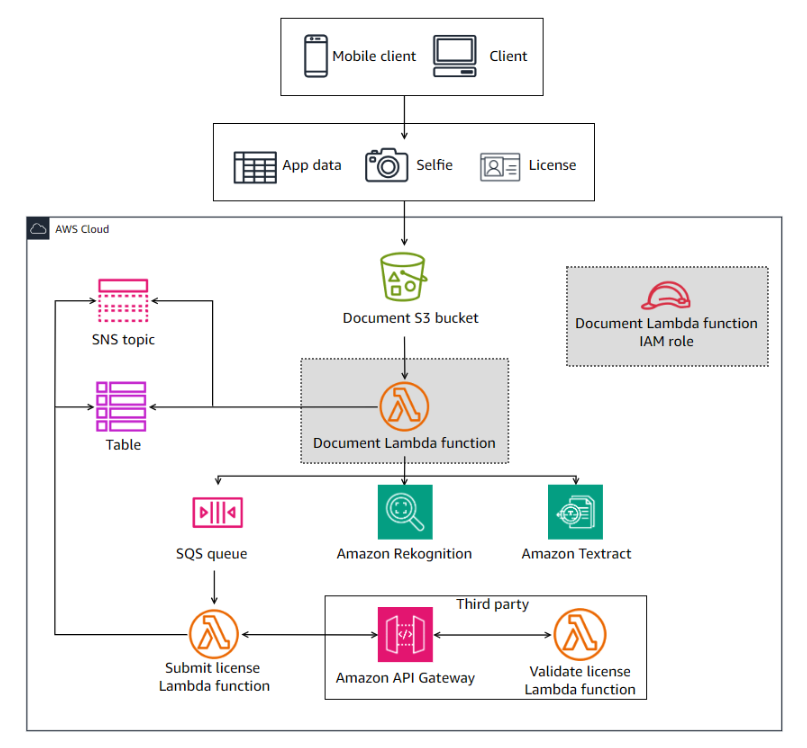 Mobile client
Client
App data
Selfie
License
AWS Cloud
Document S3 bucket
Document Lambda function
IAM role
SNS topic
Table
Document Lambda function
SQS queue
Amazon Rekognition
Amazon Textract
Third party
Submit license
Lambda function
Amazon API Gateway
Validate license
Lambda function